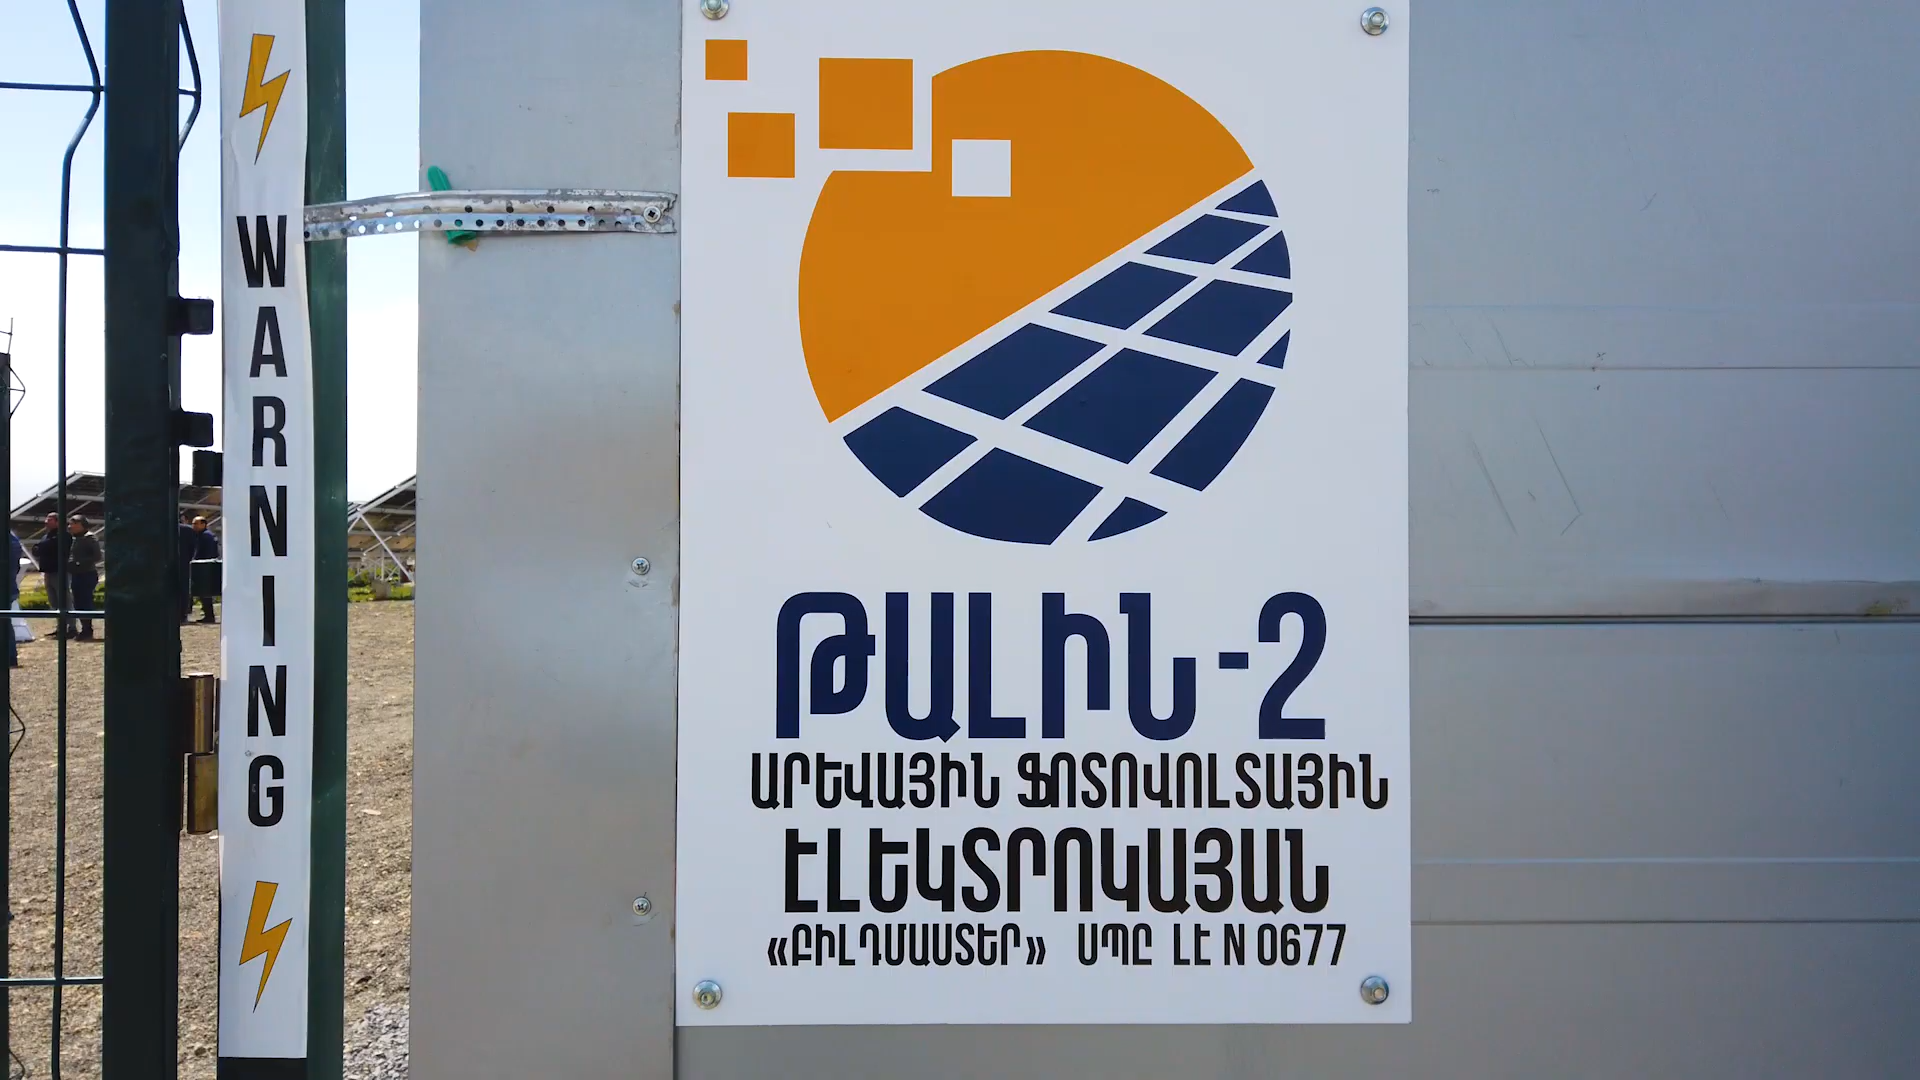 WARNING
ԹԱԼԻՆ-2
ԱՐԵՎԱՅԻՆ ՖՈՏՈՎՈԼՏԱՅԻՆ
ԷԼԵԿՏՐՈԿԱՅԱՆ
«ԲԻԼԴՄԱՍՏԵՐ» ՍՊԸ ԼԷ N 0677